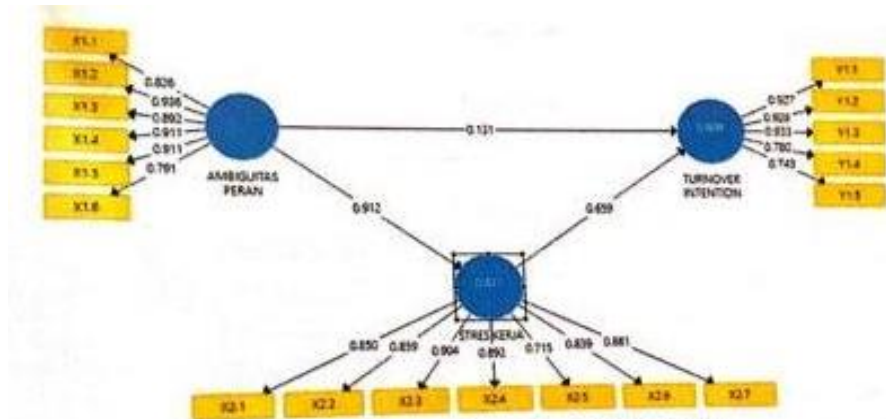 X1.1
X1.2
X1.3
X1.4
X1.5
X1.6
0.826
0.936
0.892
0.911
0.911
0.791
AMBIGUITAS
PERAN
0.131
0.912
0.659
Y1.1
Y1.2
Y1.3
Y1.4
Y1.5
0.927
0.928
0.933
0.780
0.743
TURNOVER
INTENTION
STRES KERJA
0.850
0.859
0.904
0.892
0.715
0.839
0.881
X2.1
X2.2
X2.3
X2.4
X2.5
X2.6
X2.7